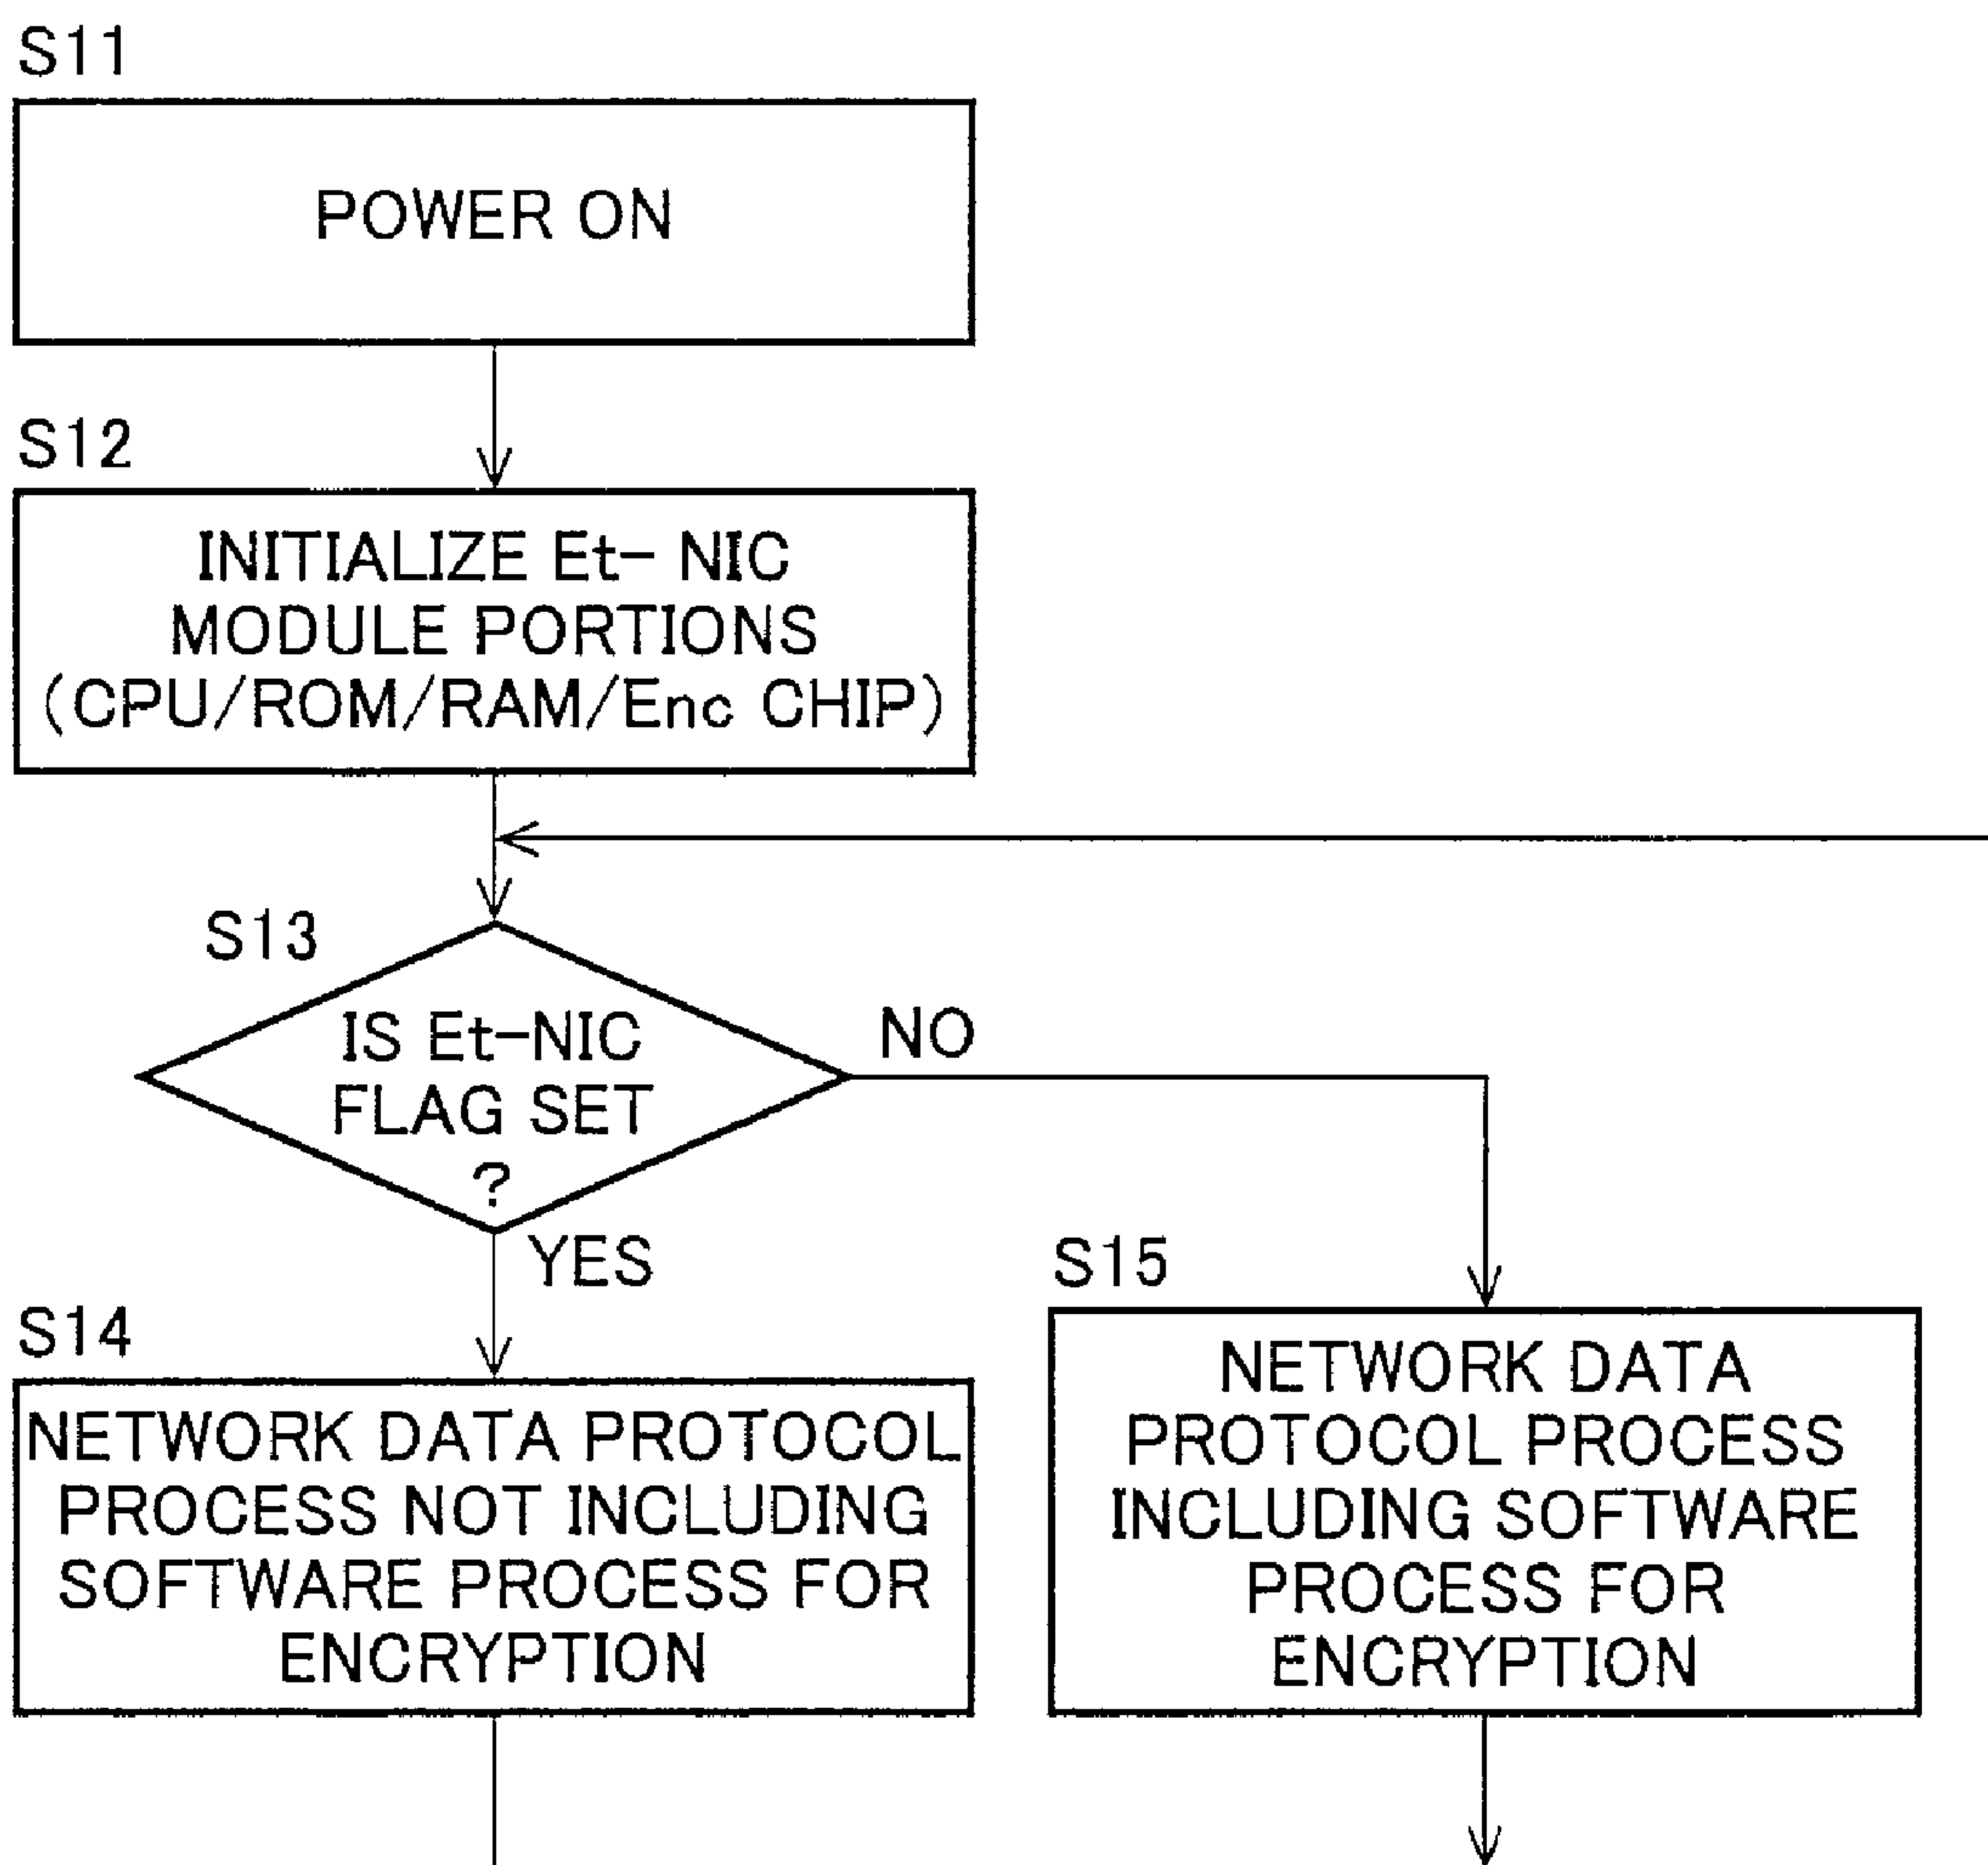 S11
POWER ON
S12
INITIALIZE Et- NIC
MODULE PORTIONS
(CPU/ROM/RAM/Enc CHIP)
S13
IS Et-NIC
FLAG SET
?
NO
YES
S14
NETWORK DATA PROTOCOL
PROCESS NOT INCLUDING
SOFTWARE PROCESS FOR
ENCRYPTION
S15
NETWORK DATA
PROTOCOL PROCESS
INCLUDING SOFTWARE
PROCESS FOR
ENCRYPTION